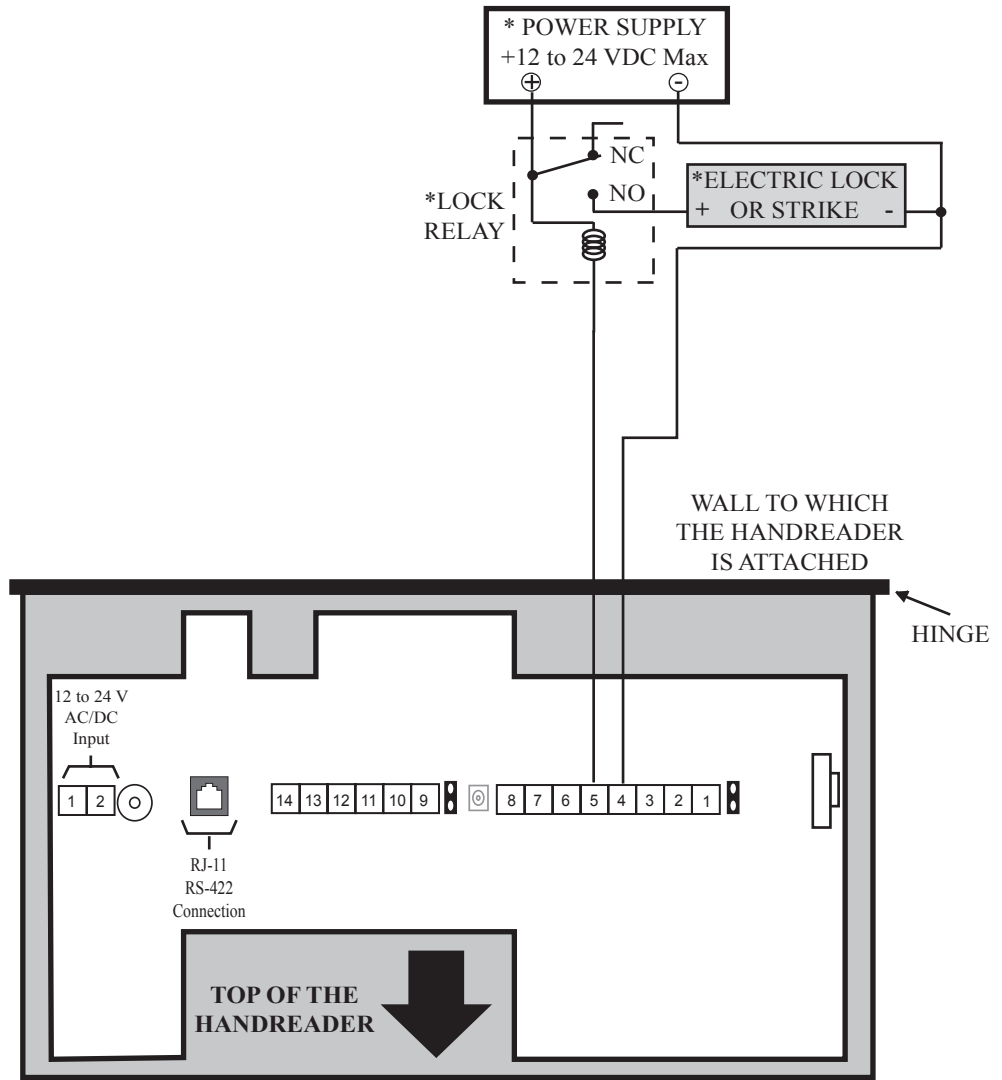 * POWER SUPPLY
+12 to 24 VDC Max
+ -
NC
*LOCK
RELAY
NO
*ELECTRIC LOCK
+ OR STRIKE -
WALL TO WHICH
THE HANDREADER
IS ATTACHED
HINGE
12 to 24 V
AC/DC
Input
1 2
14 13 12 11 10 9
8 7 6 5 4 3 2 1
RJ-11
RS-422
Connection
TOP OF THE
HANDREADER